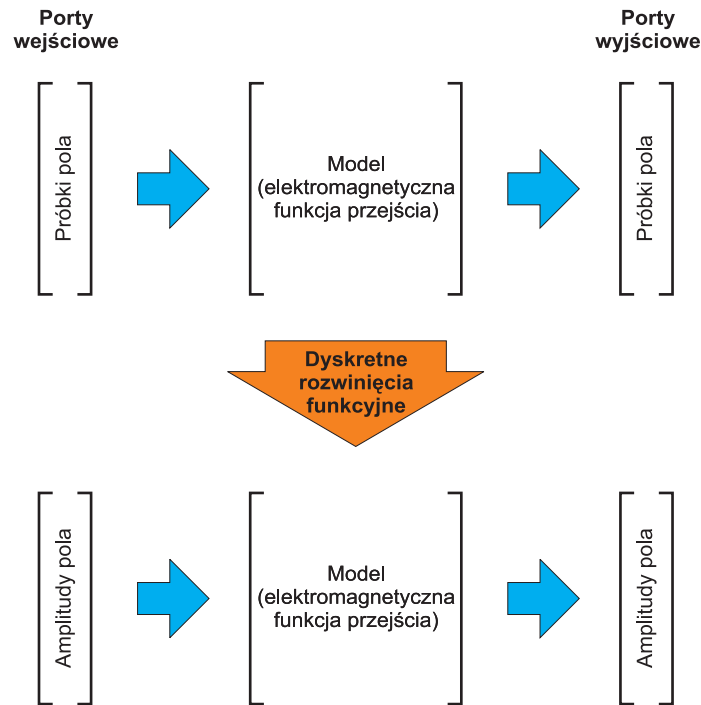 Porty
wejściowe
Porty
wyjściowe
Próbki pola
Model
(elektromagnetyczna
funkcja przejścia)
Próbki pola
Dyskretne
rozwinięcia
funkcyjne
Amplitudy pola
Model
(elektromagnetyczna
funkcja przejścia)
Amplitudy pola